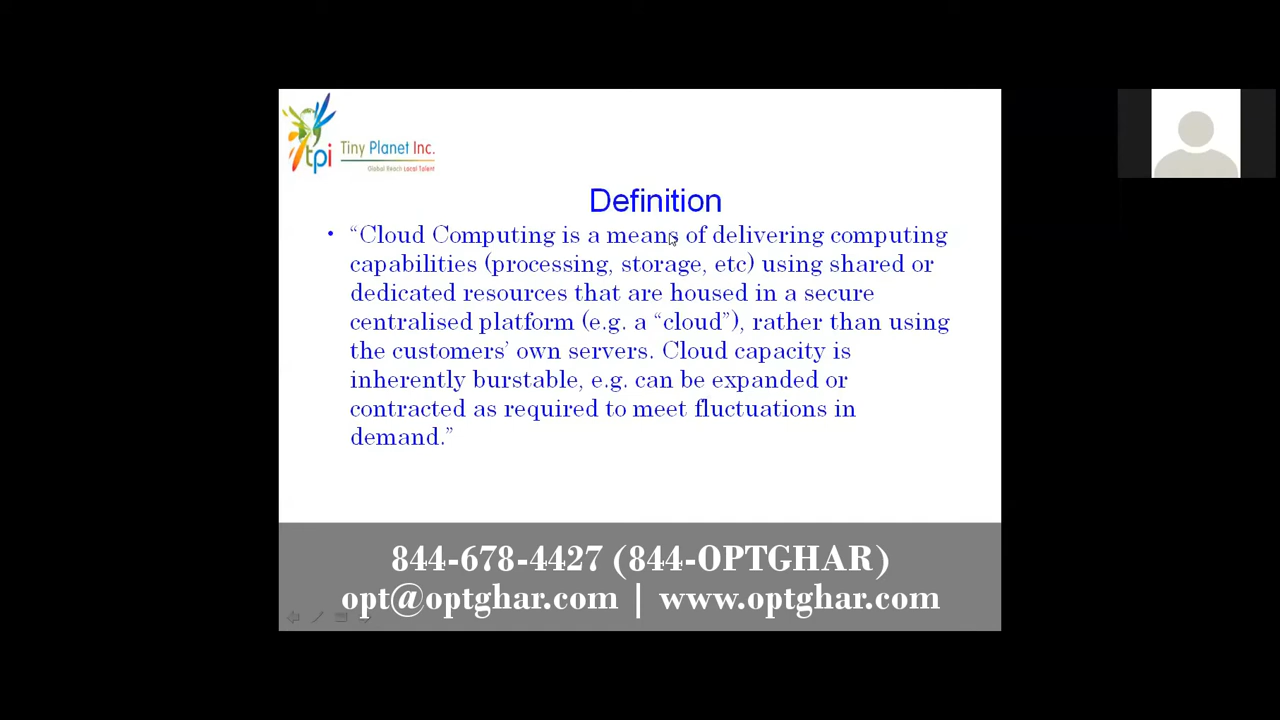 tpi Tiny Planet Inc.
Global Reach Local Talent
Definition
• “Cloud Computing is a means of delivering computing
capabilities (processing, storage, etc) using shared or
dedicated resources that are housed in a secure
centralised platform (e.g. a “cloud”), rather than using
the customers’ own servers. Cloud capacity is
inherently burstable, e.g. can be expanded or
contracted as required to meet fluctuations in
demand.”
844-678-4427 (844-OPTGHAR)
opt@optghar.com | www.optghar.com